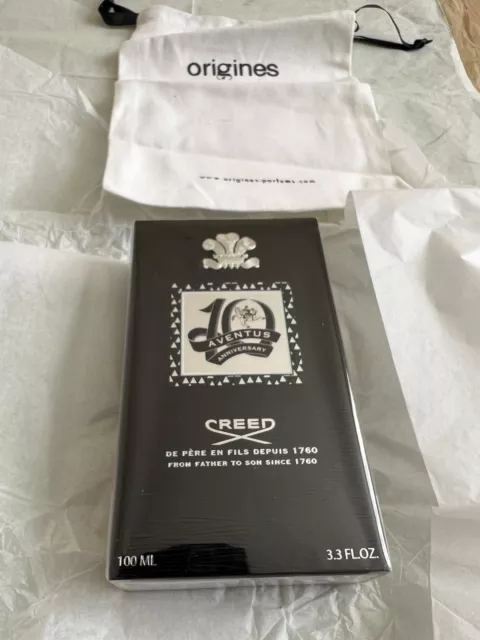 origines
www.origines-parfums.com
10
AVENTUS
ANNIVERSARY
CREED
DE PÈRE EN FILS DEPUIS 1760
FROM FATHER TO SON SINCE 1760
100 ML 3.3 FL.OZ.